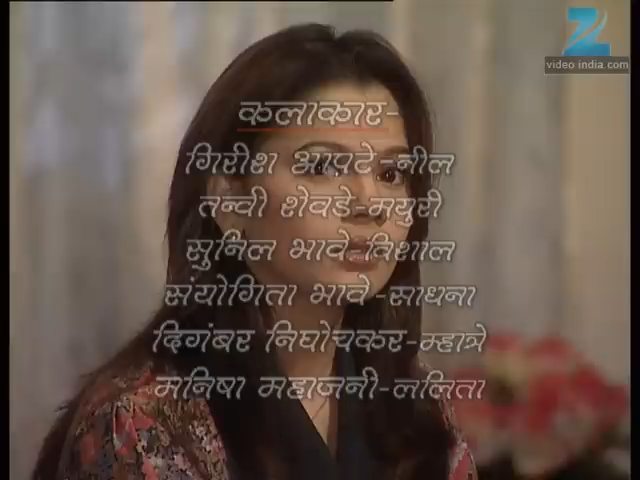 Z
video india.com
कलाकार-
गिरीश आपटे-नील
तन्वी शेवडे-मयुरी
सुनिल भावे-विशाल
संयोगिता भावे-साधना
दिगंबर निघोचकर-म्हात्रे
मनिषा महाजनी-ललिता